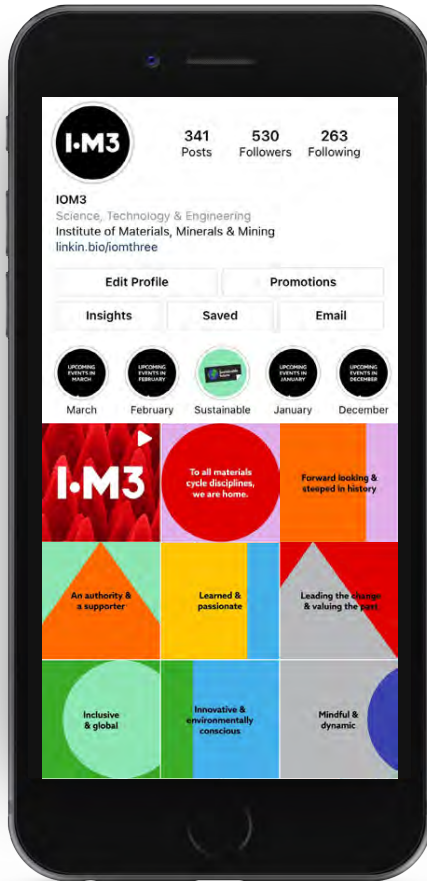 I•M3
341 530 263
Posts Followers Following
IOM3
Science, Technology & Engineering
Institute of Materials, Minerals & Mining
linkin.bio/iomthree
Edit Profile Promotions
Insights Saved Email
UPCOMING EVENTS IN MARCH
UPCOMING EVENTS IN FEBRUARY
UPCOMING EVENTS IN JANUARY
UPCOMING EVENTS IN DECEMBER
March February Sustainable January December
I•M3
To all materials
cycle disciplines,
we are home.
Forward looking &
steeped in history
An authority &
a supporter
Learned &
passionate
Leading the change
& valuing the past
Inclusive
& global
Innovative &
environmentally
conscious
Mindful &
dynamic